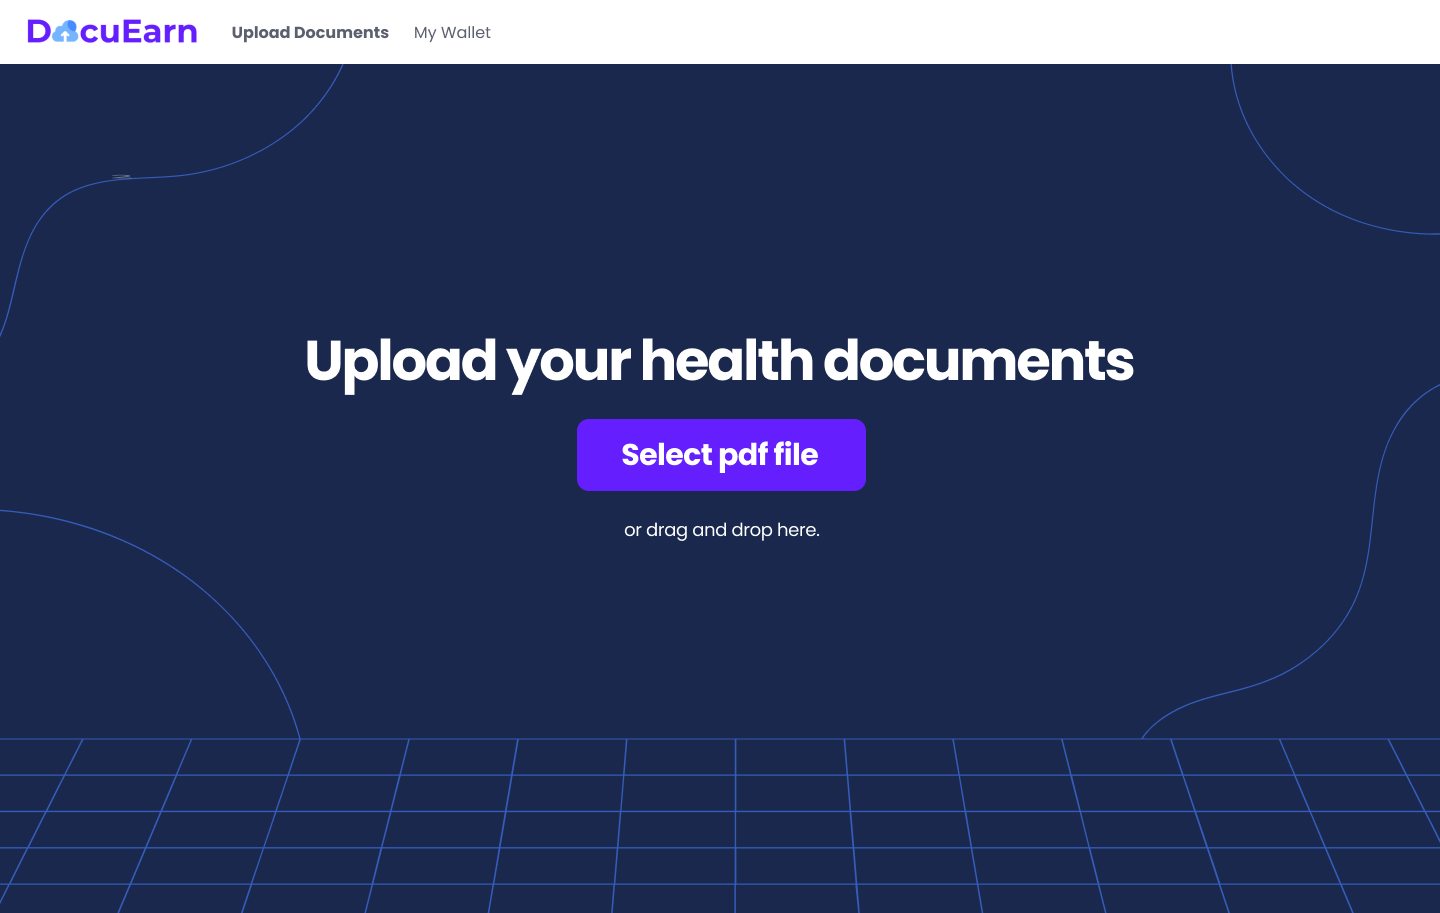 DocuEarn
Upload Documents
My Wallet
Upload your health documents
Select pdf file
or drag and drop here.